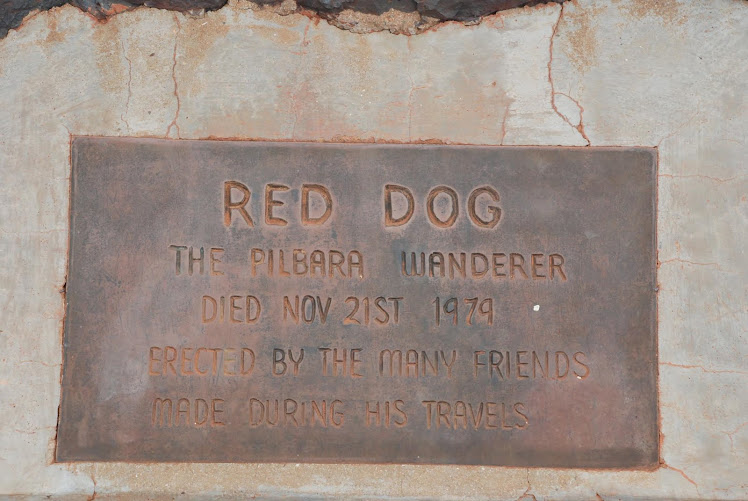 RED DOG
THE PILBARA WANDERER
DIED NOV 21ST 1979
ERECTED BY THE MANY FRIENDS
MADE DURING HIS TRAVELS